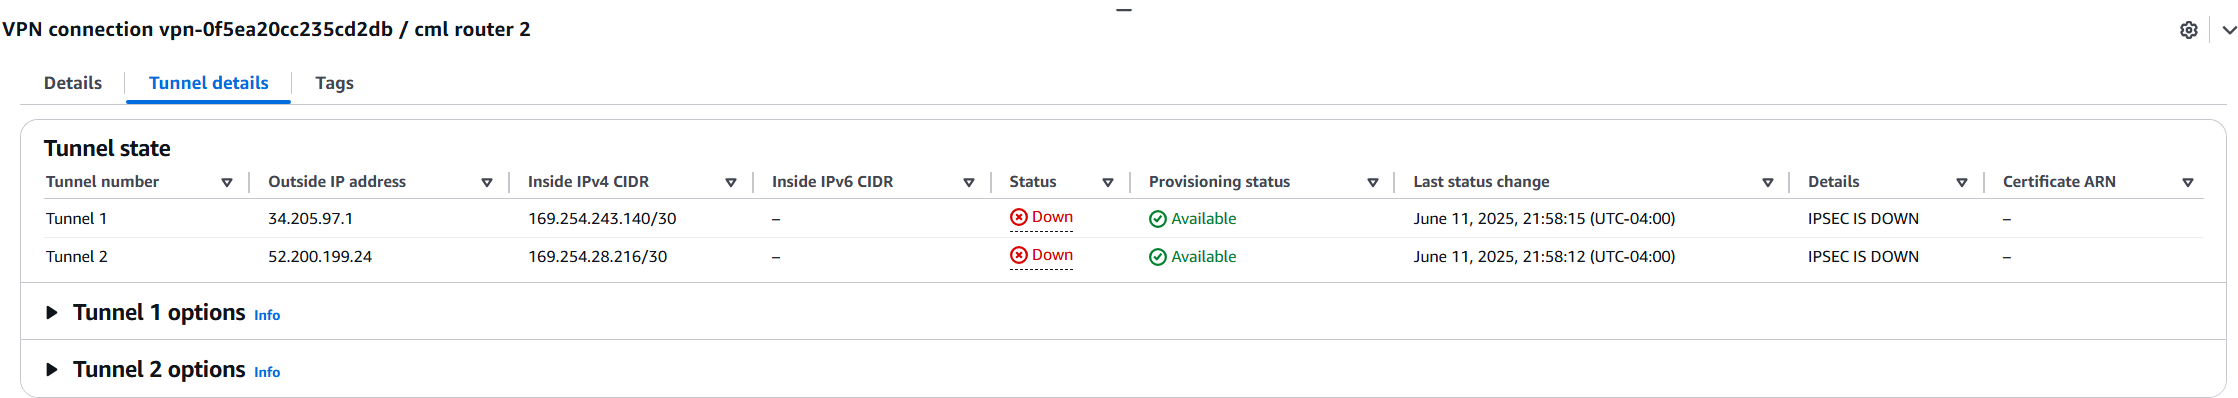 VPN connection vpn-0f5ea20cc235cd2db / cml router 2
Details Tunnel details Tags
Tunnel state
Tunnel number Outside IP address Inside IPv4 CIDR Inside IPv6 CIDR Status Provisioning status Last status change Details Certificate ARN
Tunnel 1 34.205.97.1 169.254.243.140/30 – Down Available June 11, 2025, 21:58:15 (UTC-04:00) IPSEC IS DOWN –
Tunnel 2 52.200.199.24 169.254.28.216/30 – Down Available June 11, 2025, 21:58:12 (UTC-04:00) IPSEC IS DOWN –
Tunnel 1 options Info
Tunnel 2 options Info